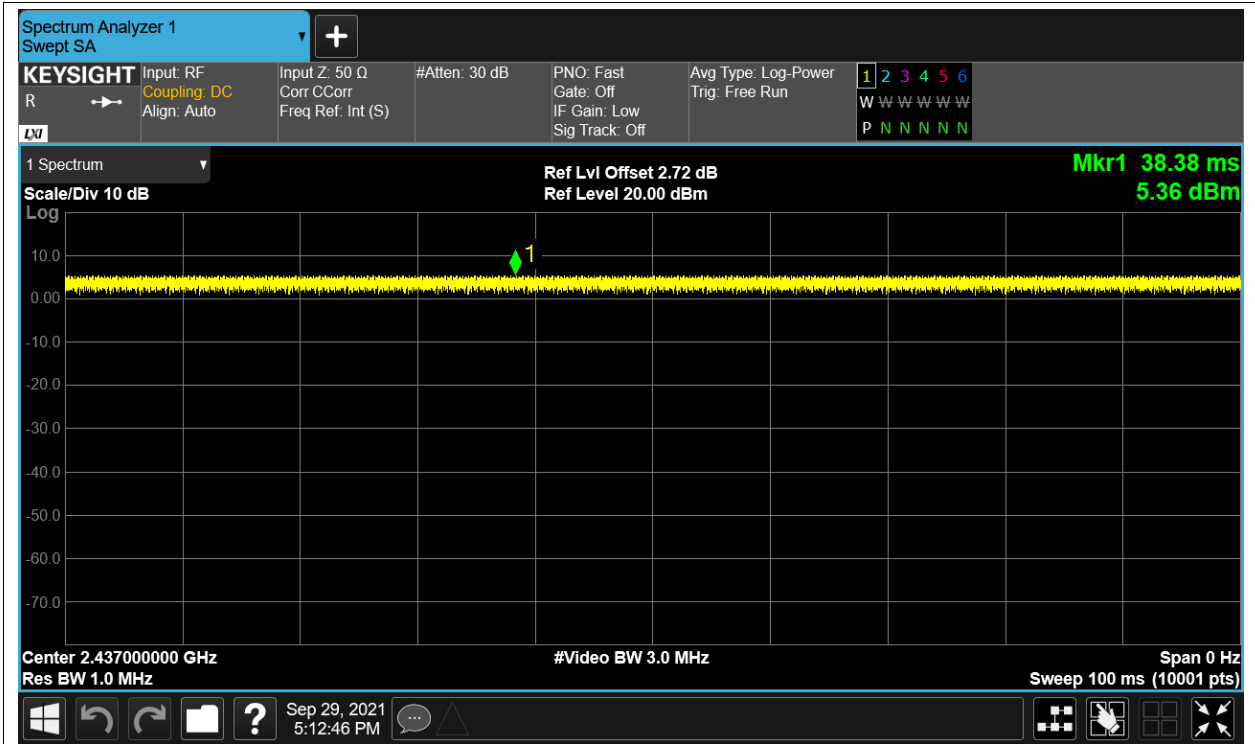 Spectrum Analyzer 1
Swept SA
+
KEYSIGHT
R
LXI
Input: RF
Coupling: DC
Align: Auto
Input Z: 50 Ω
Corr CCorr
Freq Ref: Int (S)
#Atten: 30 dB
PNO: Fast
Gate: Off
IF Gain: Low
Sig Track: Off
Avg Type: Log-Power
Trig: Free Run
1 2 3 4 5 6
W W W W W W
P N N N N N
1 Spectrum
Scale/Div 10 dB
Log
Ref Lvl Offset 2.72 dB
Ref Level 20.00 dBm
Mkr1 38.38 ms
5.36 dBm
1
10.0
0.00
-10.0
-20.0
-30.0
-40.0
-50.0
-60.0
-70.0
Center 2.437000000 GHz
Res BW 1.0 MHz
#Video BW 3.0 MHz
Span 0 Hz
Sweep 100 ms (10001 pts)
?
Sep 29, 2021
5:12:46 PM